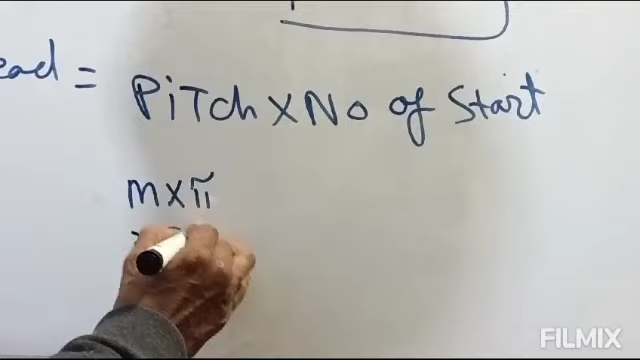 ead = Pitch x No of Start
m x π
FILMIX